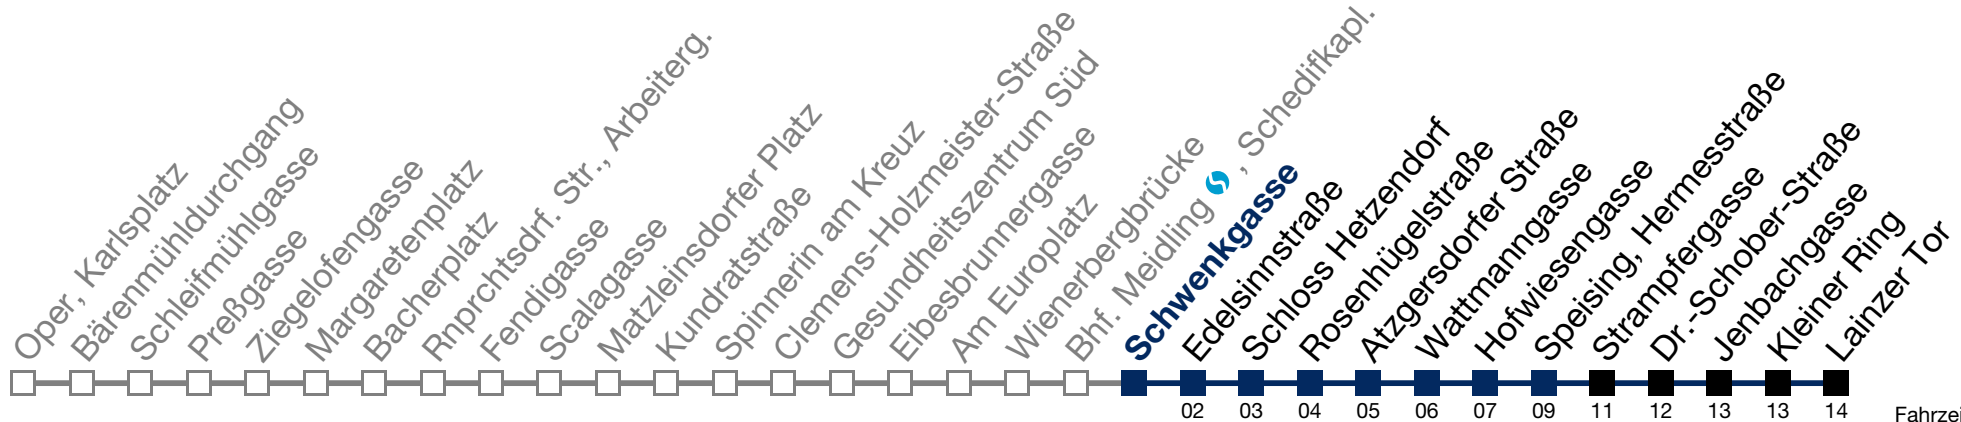 Oper, Karlsplatz
Bärenmühldurchgang
Schleifmühlgasse
Preßgasse
Ziegelofengasse
Margaretenplatz
Bacherplatz
Rnprchtsdrf. Str., Arbeiterg.
Fendigasse
Scalagasse
Matzleinsdorfer Platz
Kundratstraße
Spinnerin am Kreuz
Clemens-Holzmeister-Straße
Gesundheitszentrum Süd
Eibesbrunnergasse
Am Europlatz
Wienerbergbrücke
Bhf. Meidling , Schedifkapl.
Schwenkgasse
Edelsinnstraße
Schloss Hetzendorf
Rosenhügelstraße
Atzgersdorfer Straße
Wattmanngasse
Hofwiesengasse
Speising, Hermesstraße
Strampfergasse
Dr.-Schober-Straße
Jenbachgasse
Kleiner Ring
Lainzer Tor
02 03 04 05 06 07 09 11 12 13 13 14 Fahrzei